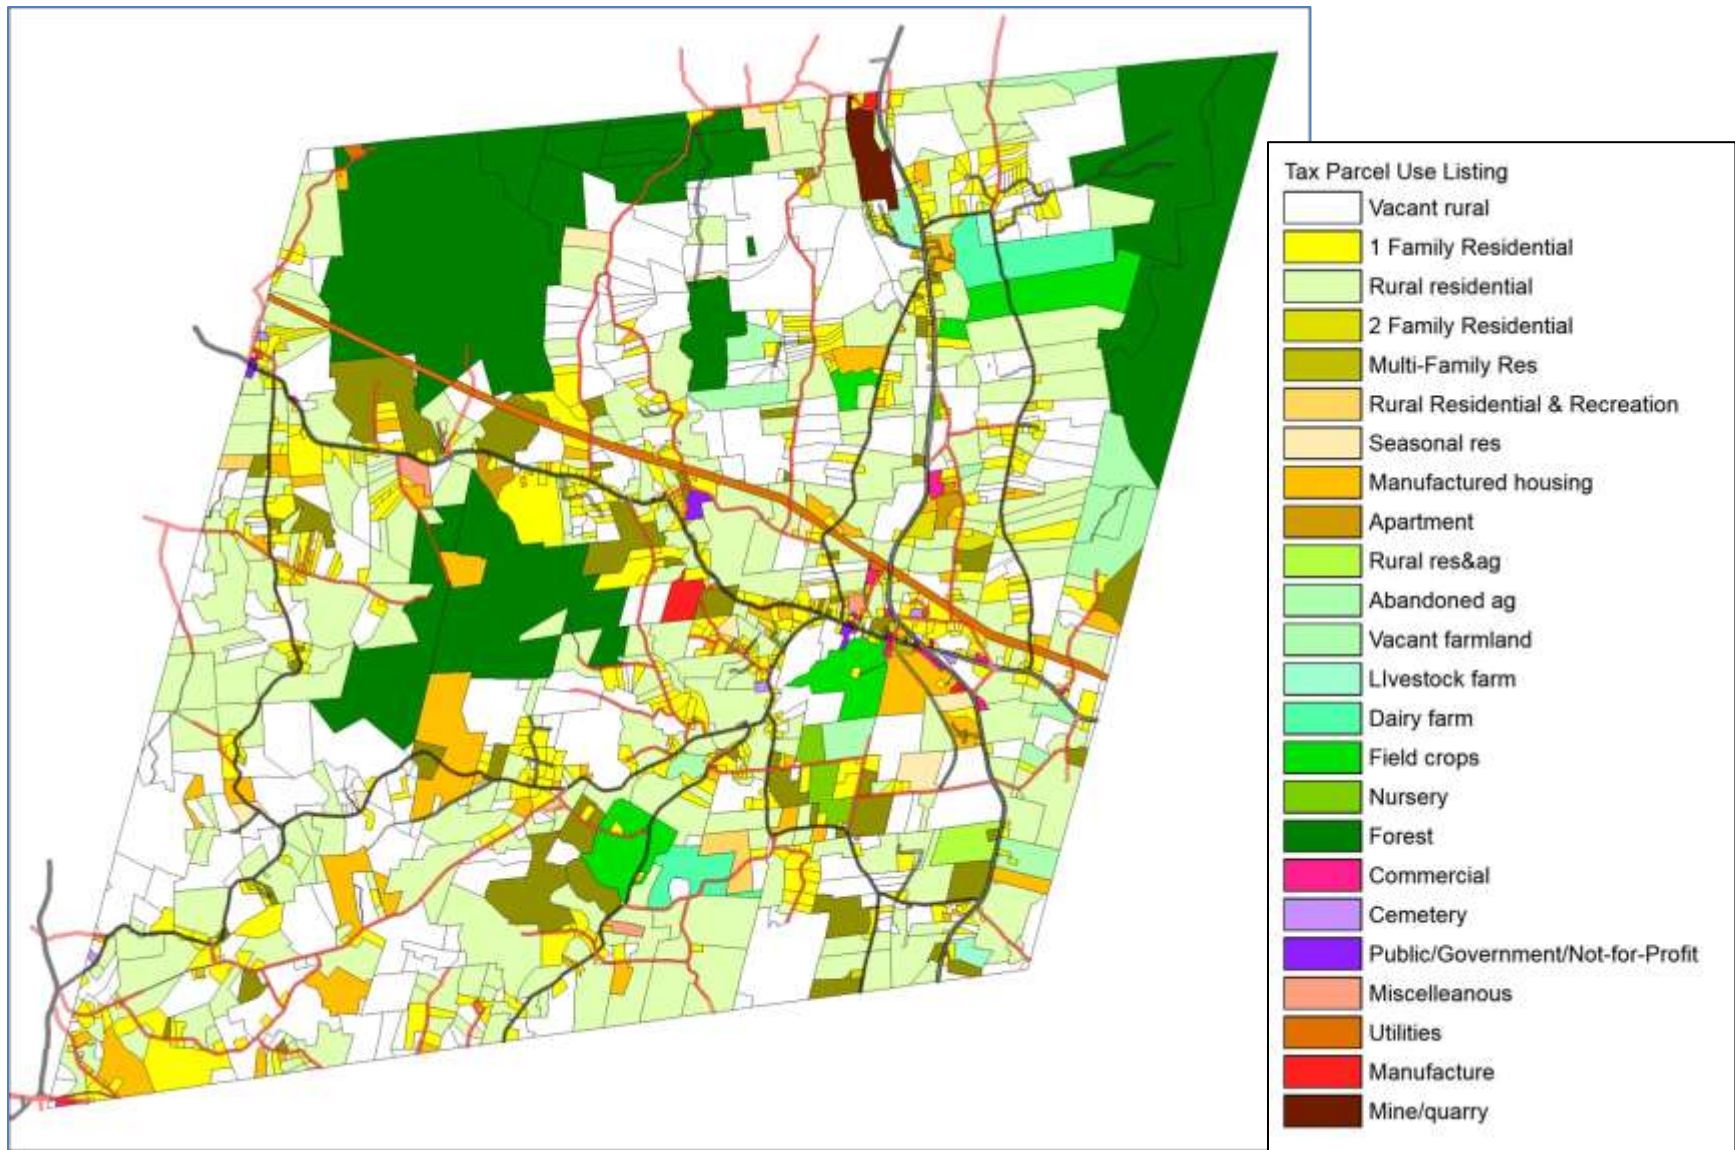 Tax Parcel Use Listing
Vacant rural
1 Family Residential
Rural residential
2 Family Residential
Multi-Family Res
Rural Residential & Recreation
Seasonal res
Manufactured housing
Apartment
Rural res&ag
Abandoned ag
Vacant farmland
LIvestock farm
Dairy farm
Field crops
Nursery
Forest
Commercial
Cemetery
Public/Government/Not-for-Profit
Miscelleanous
Utilities
Manufacture
Mine/quarry